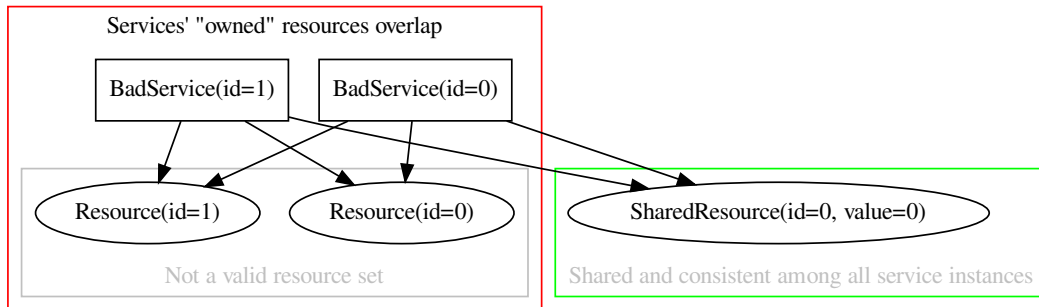 Services' "owned" resources overlap
BadService(id=1)
BadService(id=0)
Resource(id=1)
Resource(id=0)
SharedResource(id=0, value=0)
Not a valid resource set
Shared and consistent among all service instances